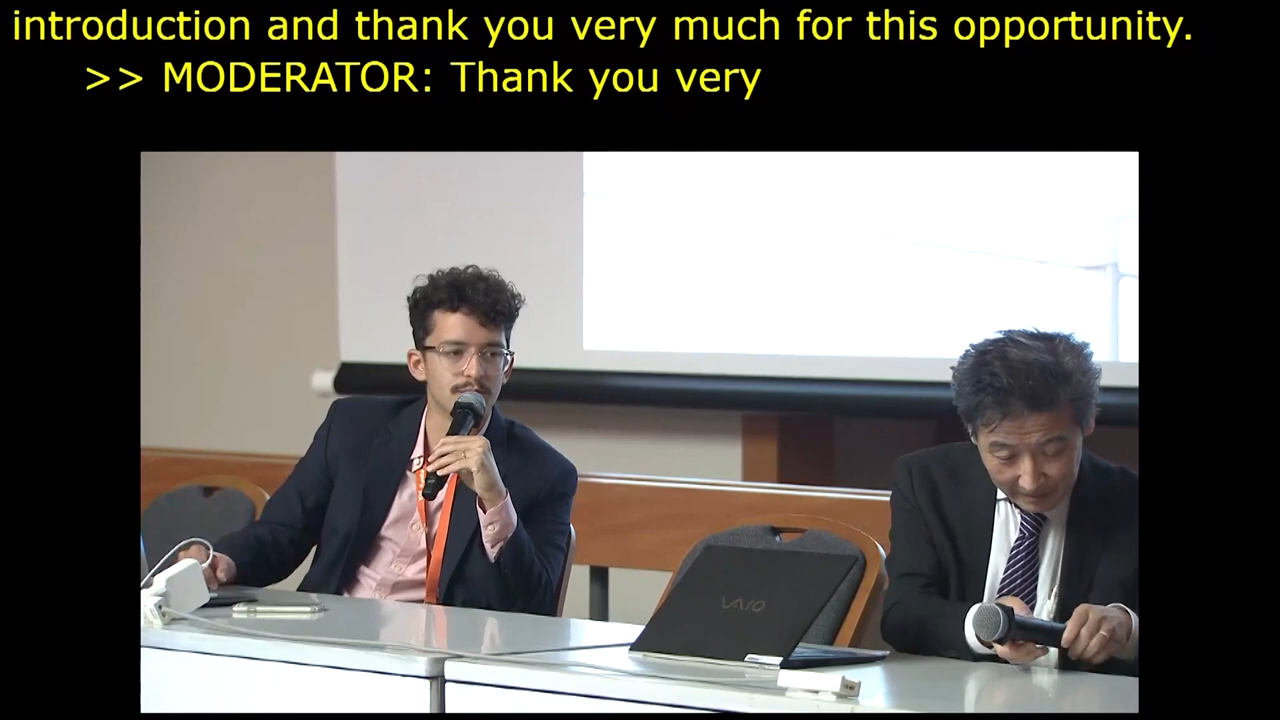 introduction and thank you very much for this opportunity.
>> MODERATOR: Thank you very
VAIO